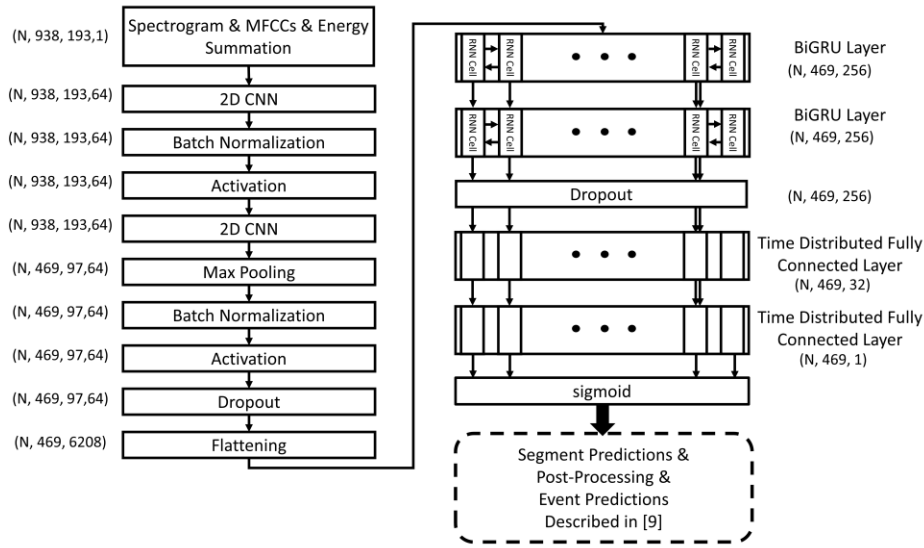 (N, 938, 193,1)
Spectrogram & MFCCs & Energy
Summation
(N, 938, 193,64)
2D CNN
(N, 938, 193,64)
Batch Normalization
(N, 938, 193,64)
Activation
(N, 938, 193,64)
2D CNN
(N, 469, 97,64)
Max Pooling
(N, 469, 97,64)
Batch Normalization
(N, 469, 97,64)
Activation
(N, 469, 97,64)
Dropout
(N, 469, 6208)
Flattening
RNN Cell
RNN Cell
RNN Cell
RNN Cell
BiGRU Layer
(N, 469, 256)
RNN Cell
RNN Cell
RNN Cell
RNN Cell
BiGRU Layer
(N, 469, 256)
Dropout
(N, 469, 256)
Time Distributed Fully
Connected Layer
(N, 469, 32)
Time Distributed Fully
Connected Layer
(N, 469, 1)
sigmoid
Segment Predictions &
Post-Processing &
Event Predictions
Described in [9]